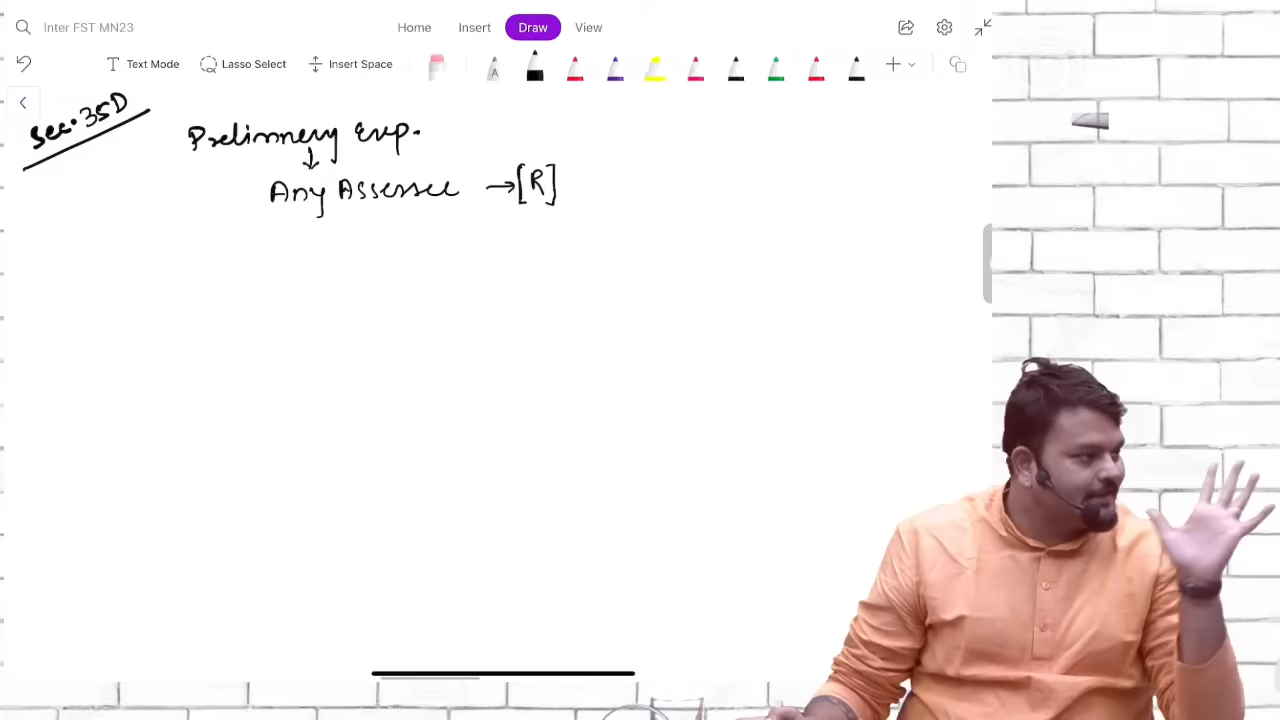 Inter FST MN23
Home Insert Draw View
Text Mode Lasso Select Insert Space
A
Sec. 35D
Prelimnery Exp.
Any Assessee → [R]